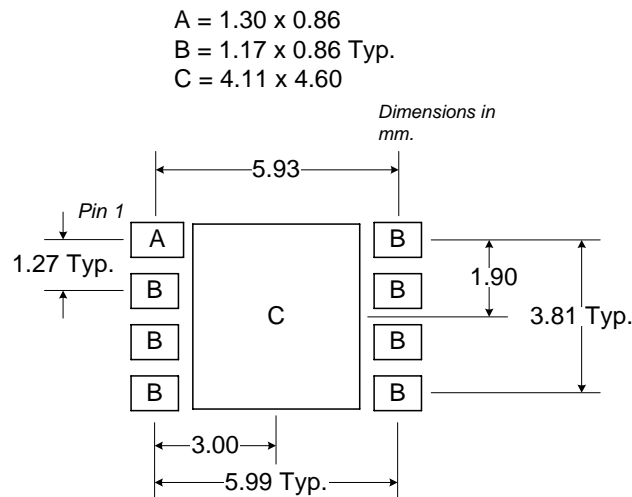 A = 1.30 x 0.86
B = 1.17 x 0.86 Typ.
C = 4.11 x 4.60
Dimensions in
mm.
5.93
Pin 1
A
B
1.27 Typ.
B
B
1.90
C
3.81 Typ.
B
B
B
B
3.00
5.99 Typ.